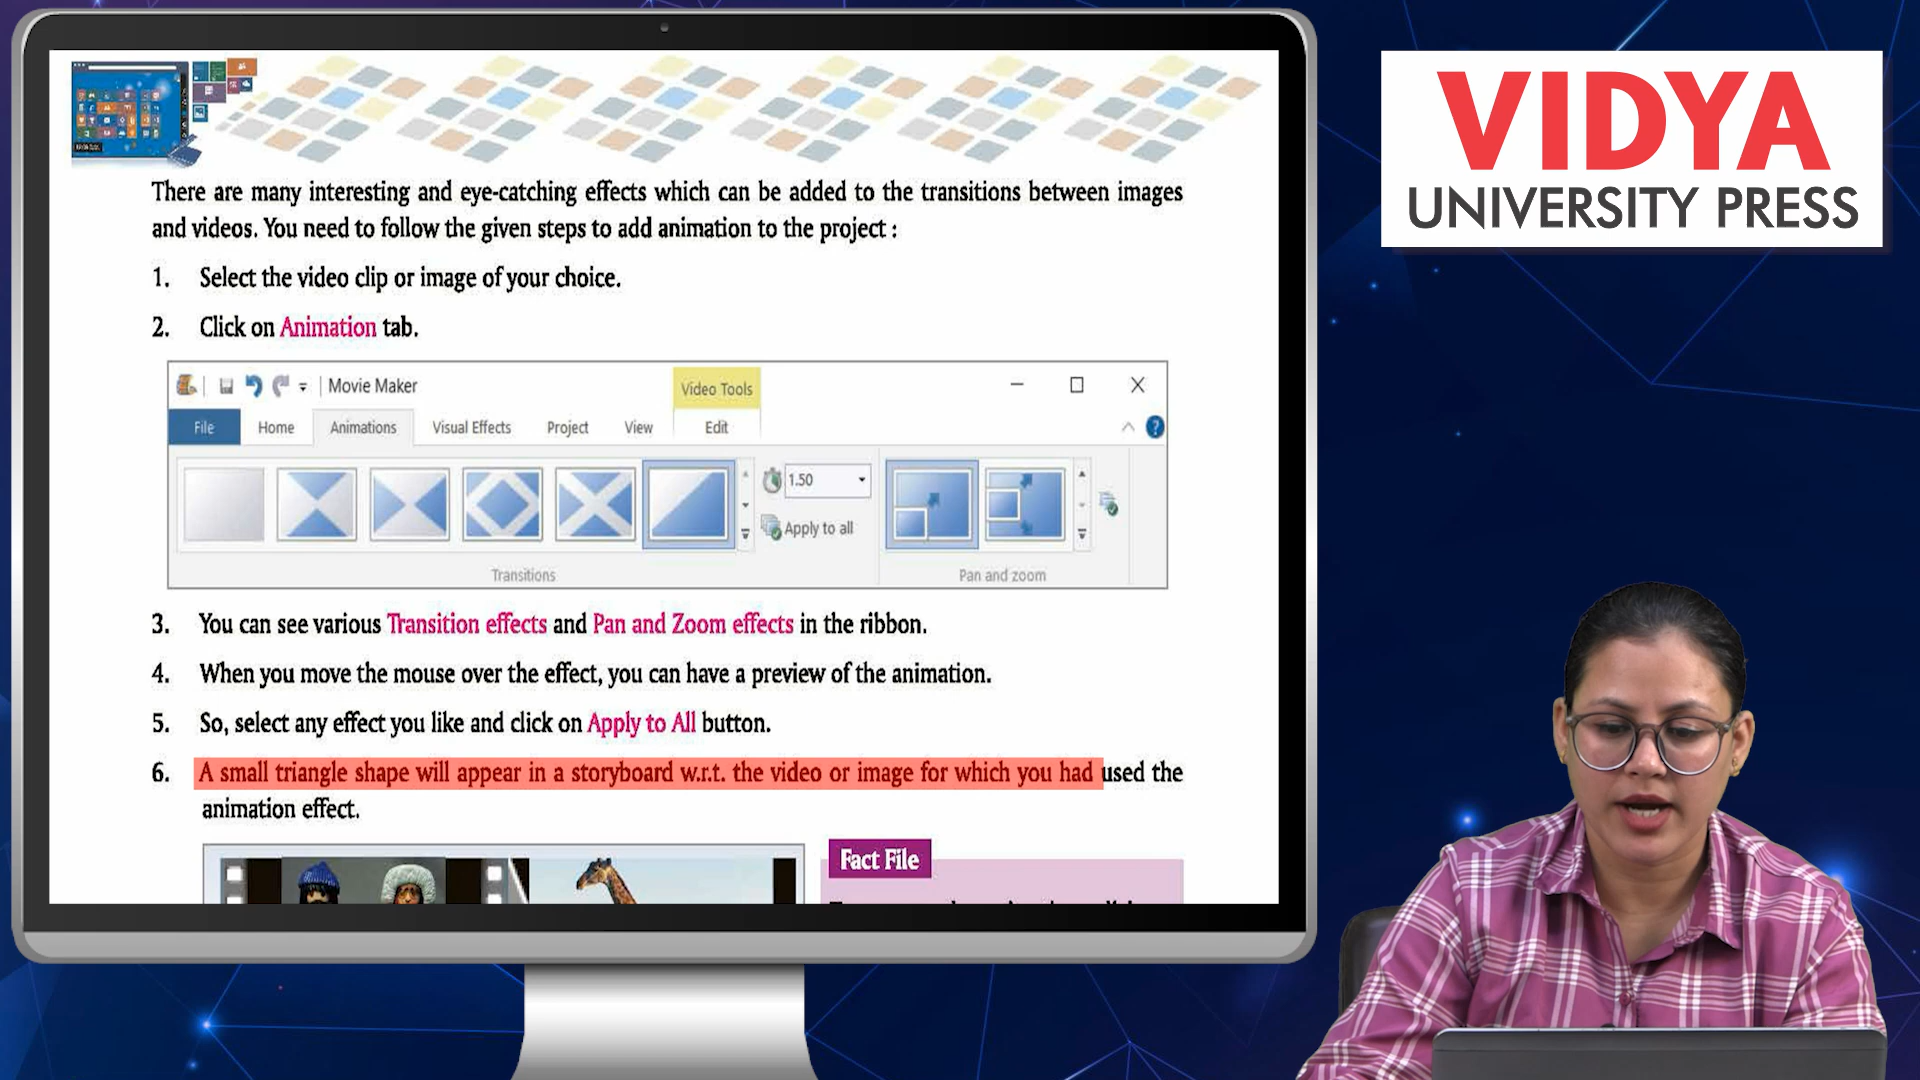 VIDYA
UNIVERSITY PRESS
There are many interesting and eye-catching effects which can be added to the transitions between images
and videos. You need to follow the given steps to add animation to the project :
1. Select the video clip or image of your choice.
2. Click on Animation tab.
Movie Maker
Video Tools
File Home Animations Visual Effects Project View Edit
1.50
Apply to all
Transitions
Pan and zoom
3. You can see various Transition effects and Pan and Zoom effects in the ribbon.
4. When you move the mouse over the effect, you can have a preview of the animation.
5. So, select any effect you like and click on Apply to All button.
6. A small triangle shape will appear in a storyboard w.r.t. the video or image for which you had used the
animation effect.
Fact File